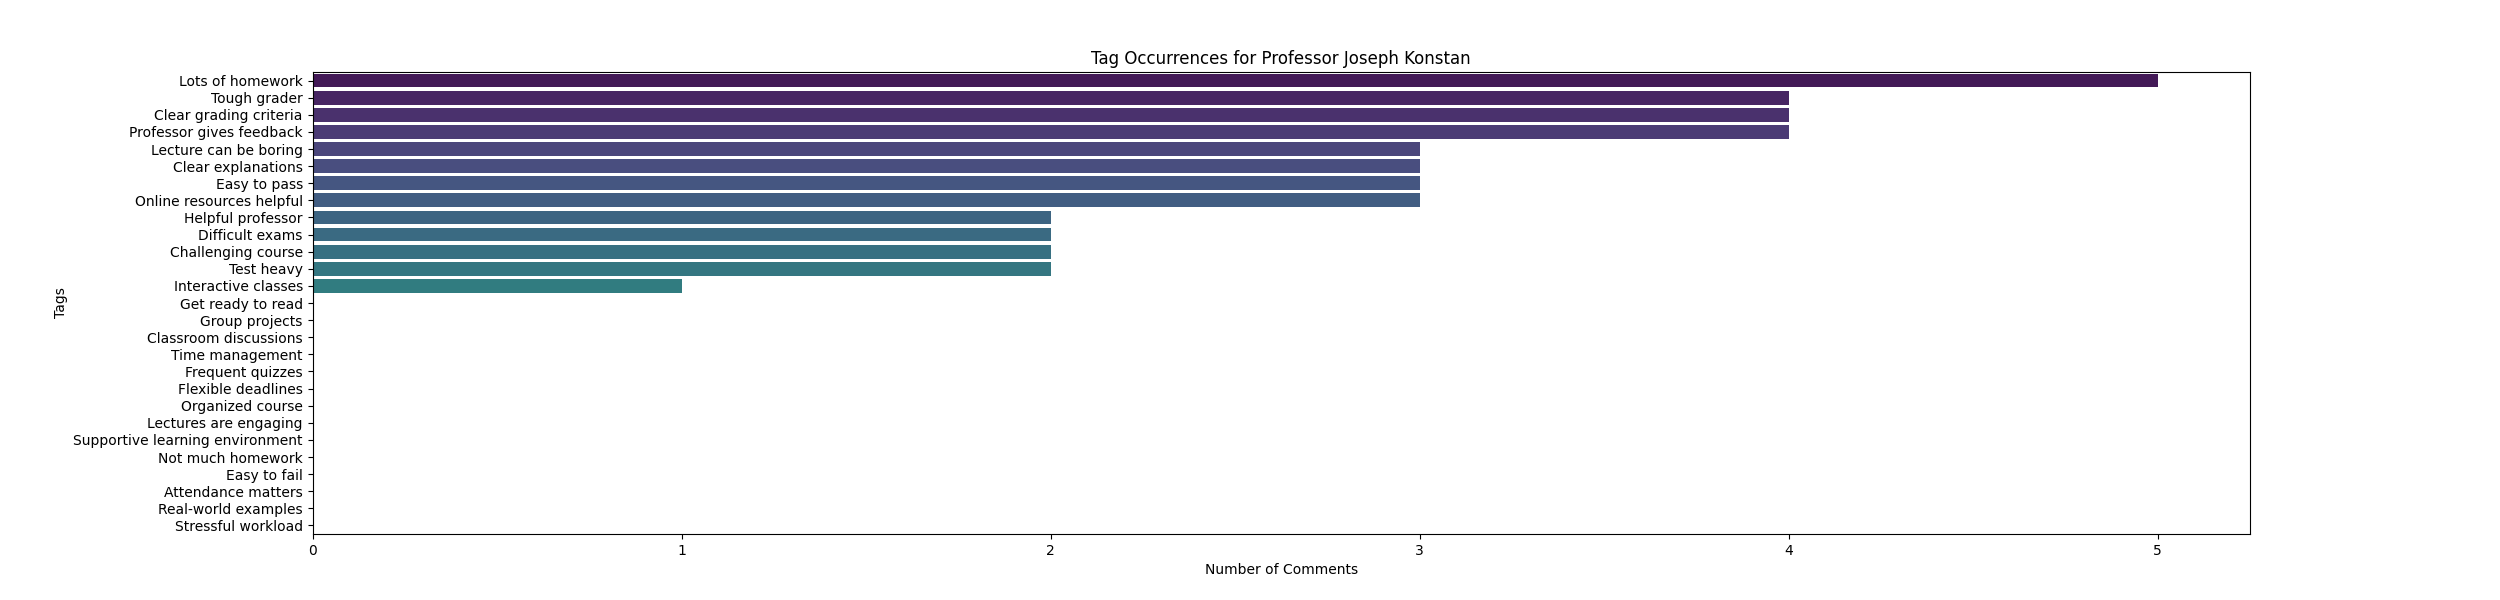 Tag Occurrences for Professor Joseph Konstan
Tags
Lots of homework
Tough grader
Clear grading criteria
Professor gives feedback
Lecture can be boring
Clear explanations
Easy to pass
Online resources helpful
Helpful professor
Difficult exams
Challenging course
Test heavy
Interactive classes
Get ready to read
Group projects
Classroom discussions
Time management
Frequent quizzes
Flexible deadlines
Organized course
Lectures are engaging
Supportive learning environment
Not much homework
Easy to fail
Attendance matters
Real-world examples
Stressful workload
0 1 2 3 4 5
Number of Comments